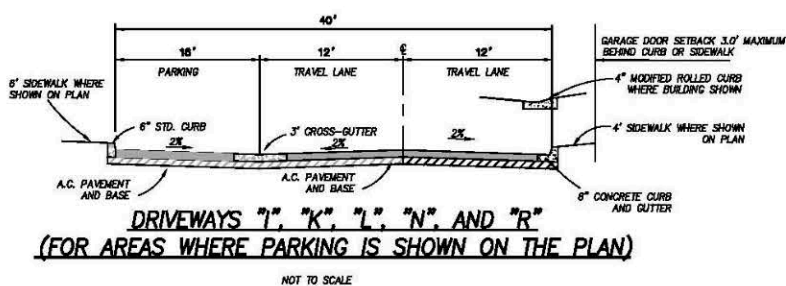 40'
16'
12'
℄
12'
PARKING
TRAVEL LANE
TRAVEL LANE
GARAGE DOOR SETBACK 3.0' MAXIMUM
BEHIND CURB OR SIDEWALK
6' SIDEWALK WHERE
SHOWN ON PLAN
4" MODIFIED ROLLED CURB
WHERE BUILDING SHOWN
6" STD. CURB
3' CROSS-GUTTER
4' SIDEWALK WHERE SHOWN
ON PLAN
2%
2%
2%
A.C. PAVEMENT
AND BASE
A.C. PAVEMENT
AND BASE
6" CONCRETE CURB
AND GUTTER
DRIVEWAYS "I", "K", "L", "N", AND "R"
(FOR AREAS WHERE PARKING IS SHOWN ON THE PLAN)
NOT TO SCALE